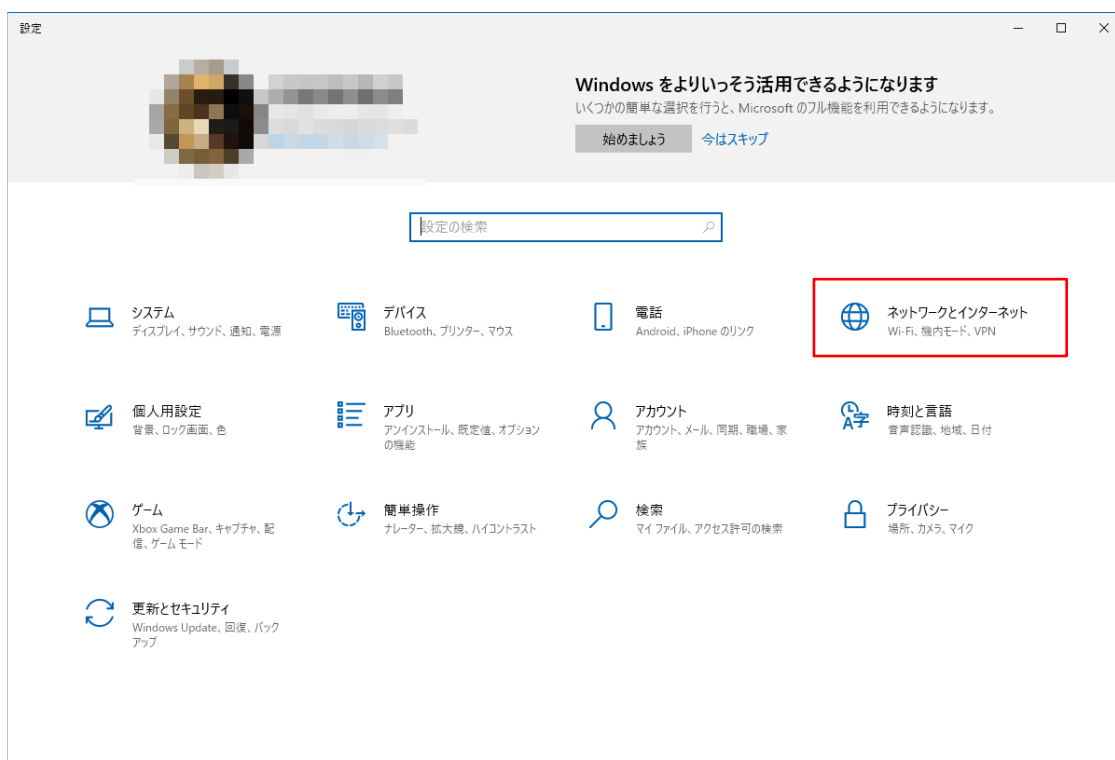 設定
Windows をよりいっそう活用できるようになります
いくつかの簡単な選択を行うと、Microsoft のフル機能を利用できるようになります。
始めましょう
今はスキップ
設定の検索
システム
ディスプレイ、サウンド、通知、電源
デバイス
Bluetooth、プリンター、マウス
電話
Android、iPhone のリンク
ネットワークとインターネット
Wi-Fi、機内モード、VPN
個人用設定
背景、ロック画面、色
アプリ
アンインストール、既定値、オプション
の機能
アカウント
アカウント、メール、同期、職場、家
族
時刻と言語
音声認識、地域、日付
ゲーム
Xbox Game Bar、キャプチャ、配
信、ゲーム モード
簡単操作
ナレーター、拡大鏡、ハイコントラスト
検索
マイ ファイル、アクセス許可の検索
プライバシー
場所、カメラ、マイク
更新とセキュリティ
Windows Update、回復、バック
アップ